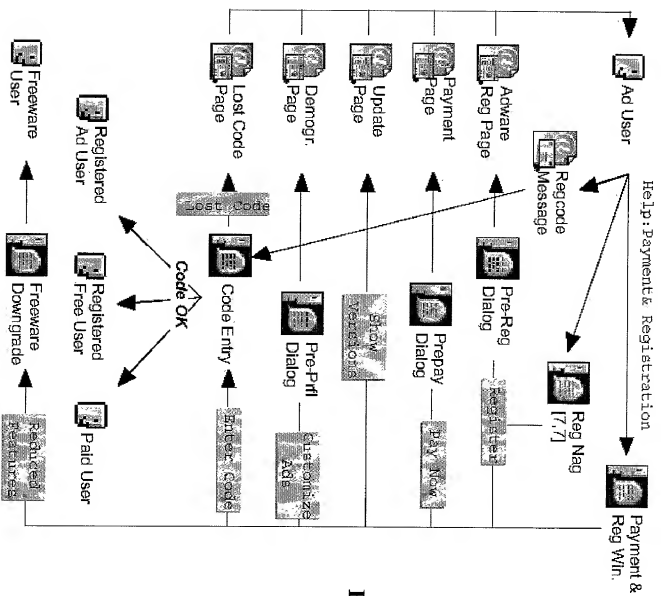 Help:Payment& Registration
Ad User
Payment &
Reg Win.
Reg Nag
[7,7]
Regcode
Message
Adware
Reg Page
Pre-Reg
Dialog
Register
Payment
Page
Prepay
Dialog
Pay Now
Update
Page
Show
Versions
Demogr.
Page
Pre-Prfl
Dialog
Customize
Ads
Lost Code
Page
Lost Code
Code Entry
Enter Code
Code OK
Registered
Ad User
Registered
Free User
Paid User
Freeware
User
Freeware
Downgrade
Reduced
Features